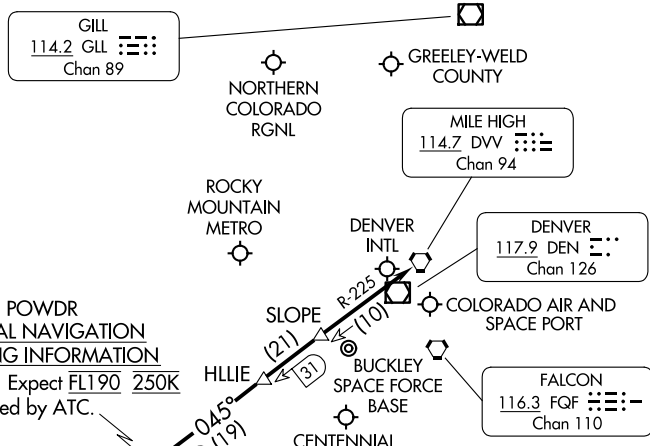 GILL
114.2 GLL
Chan 89
GREELEY-WELD
COUNTY
NORTHERN
COLORADO
RGNL
MILE HIGH
114.7 DVV
Chan 94
ROCKY
MOUNTAIN
METRO
DENVER
INTL
DENVER
117.9 DEN
Chan 126
R-225
COLORADO AIR AND
SPACE PORT
POWDR
AL NAVIGATION
G INFORMATION
Expect FL190 250K
ed by ATC.
SLOPE
(10)
(21)
HLLIE
31
BUCKLEY
SPACE FORCE
BASE
FALCON
116.3 FQF
Chan 110
045°
(19)
CENTENNIAL